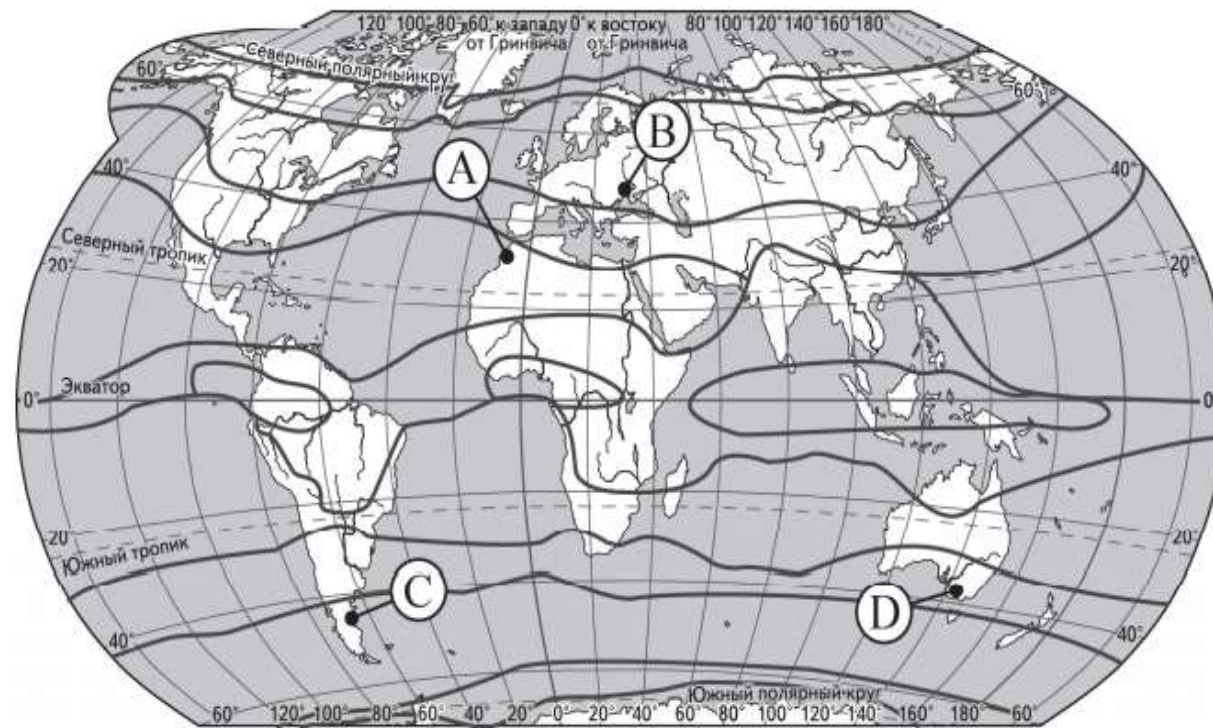 120° 100° 80° 60° к западу 0° к востоку 80° 100° 120° 140° 160° 180°
от Гринвича от Гринвича
Северный полярный круг
60° 60°
B
A
40° 40°
Северный тропик
20° 20°
Экватор
0° 0°
20° 20°
Южный тропик
C
D
40° 40°
Южный полярный круг
60° 120° 100° 80° 60° 40° 20° 0° 20° 40° 60° 80° 100° 120° 140° 160° 180° 60°